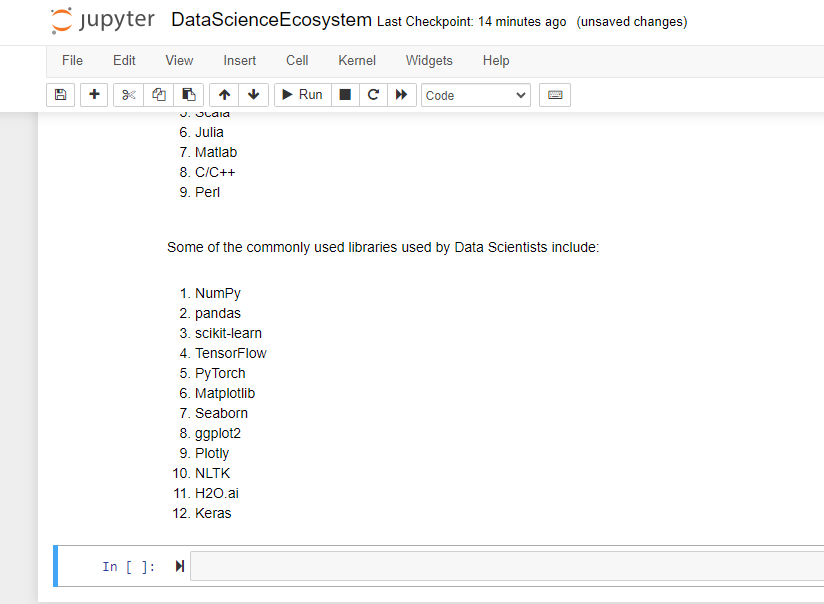 jupyter DataScienceEcosystem Last Checkpoint: 14 minutes ago (unsaved changes)
File Edit View Insert Cell Kernel Widgets Help
Run Code
5. Scala
6. Julia
7. Matlab
8. C/C++
9. Perl
Some of the commonly used libraries used by Data Scientists include:
1. NumPy
2. pandas
3. scikit-learn
4. TensorFlow
5. PyTorch
6. Matplotlib
7. Seaborn
8. ggplot2
9. Plotly
10. NLTK
11. H2O.ai
12. Keras
In [ ]: